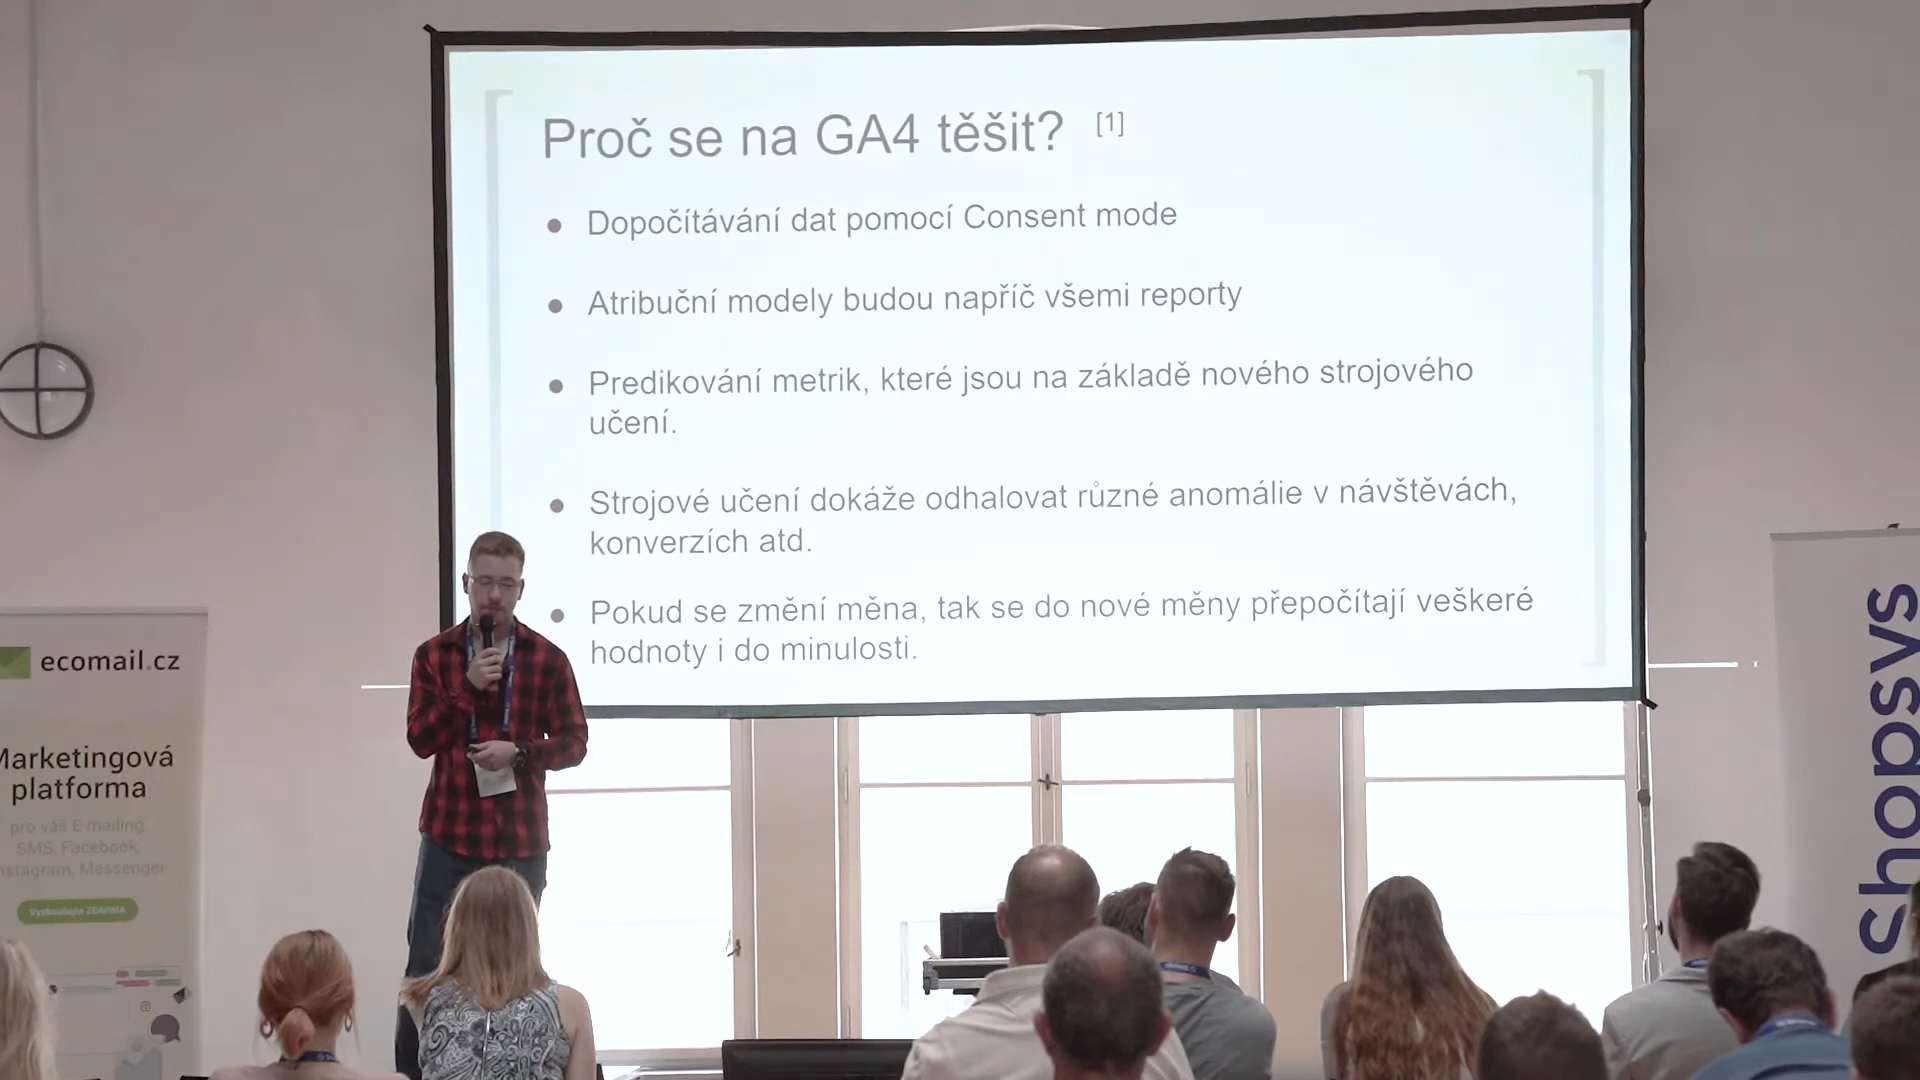 Proč se na GA4 těšit? [1]
● Dopočítávání dat pomocí Consent mode
● Atribuční modely budou napříč všemi reporty
● Predikování metrik, které jsou na základě nového strojového
učení.
● Strojové učení dokáže odhalovat různé anomálie v návštěvách,
konverzích atd.
● Pokud se změní měna, tak se do nové měny přepočítají veškeré
hodnoty i do minulosti.
ecomail.cz
Marketingová
platforma
pro váš E-mailing
SMS, Facebook,
Instagram, Messenger
Vyzkoušejte ZDARMA
shopsys